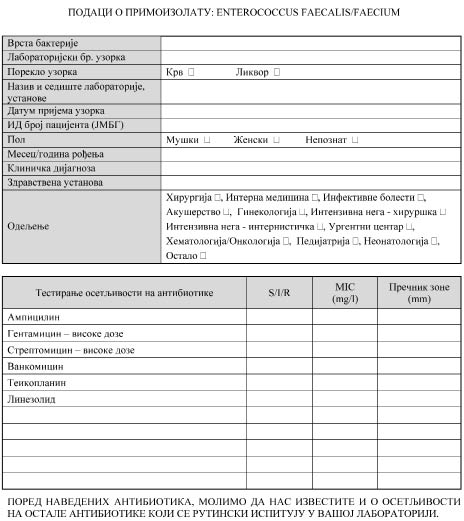 ПОДАЦИ О ПРИМОИЗОЛАТУ: ENTEROCOCCUS FAECALIS/FAECIUM
Врста бактерије
Лабораторијски бр. узорка
Порекло узорка Крв □ Ликвор □
Назив и седиште лабораторије,
установе
Датум пријема узорка
ИД број пацијента (ЈМБГ)
Пол Мушки □ Женски □ Непознат □
Месец/година рођења
Клиничка дијагноза
Здравствена установа
Одељење
Хирургија □, Интерна медицина □, Инфективне болести □,
Акушерство □, Гинекологија □, Интензивна нега - хируршка □
Интензивна нега - интернистичка □, Ургентни центар □,
Хематологија/Онкологија □, Педијатрија □, Неонатологија □,
Остало □
Тестирање осетљивости на антибиотике S/I/R MIC (mg/l) Пречник зоне (mm)
Ампицилин
Гентамицин – високе дозе
Стрептомицин – високе дозе
Ванкомицин
Теикопланин
Линезолид
ПОРЕД НАВЕДЕНИХ АНТИБИОТИКА, МОЛИМО ДА НАС ИЗВЕСТИТЕ И О ОСЕТЉИВОСТИ
НА ОСТАЛЕ АНТИБИОТИКЕ КОЈИ СЕ РУТИНСКИ ИСПИТУЈУ У ВАШОЈ ЛАБОРАТОРИЈИ.